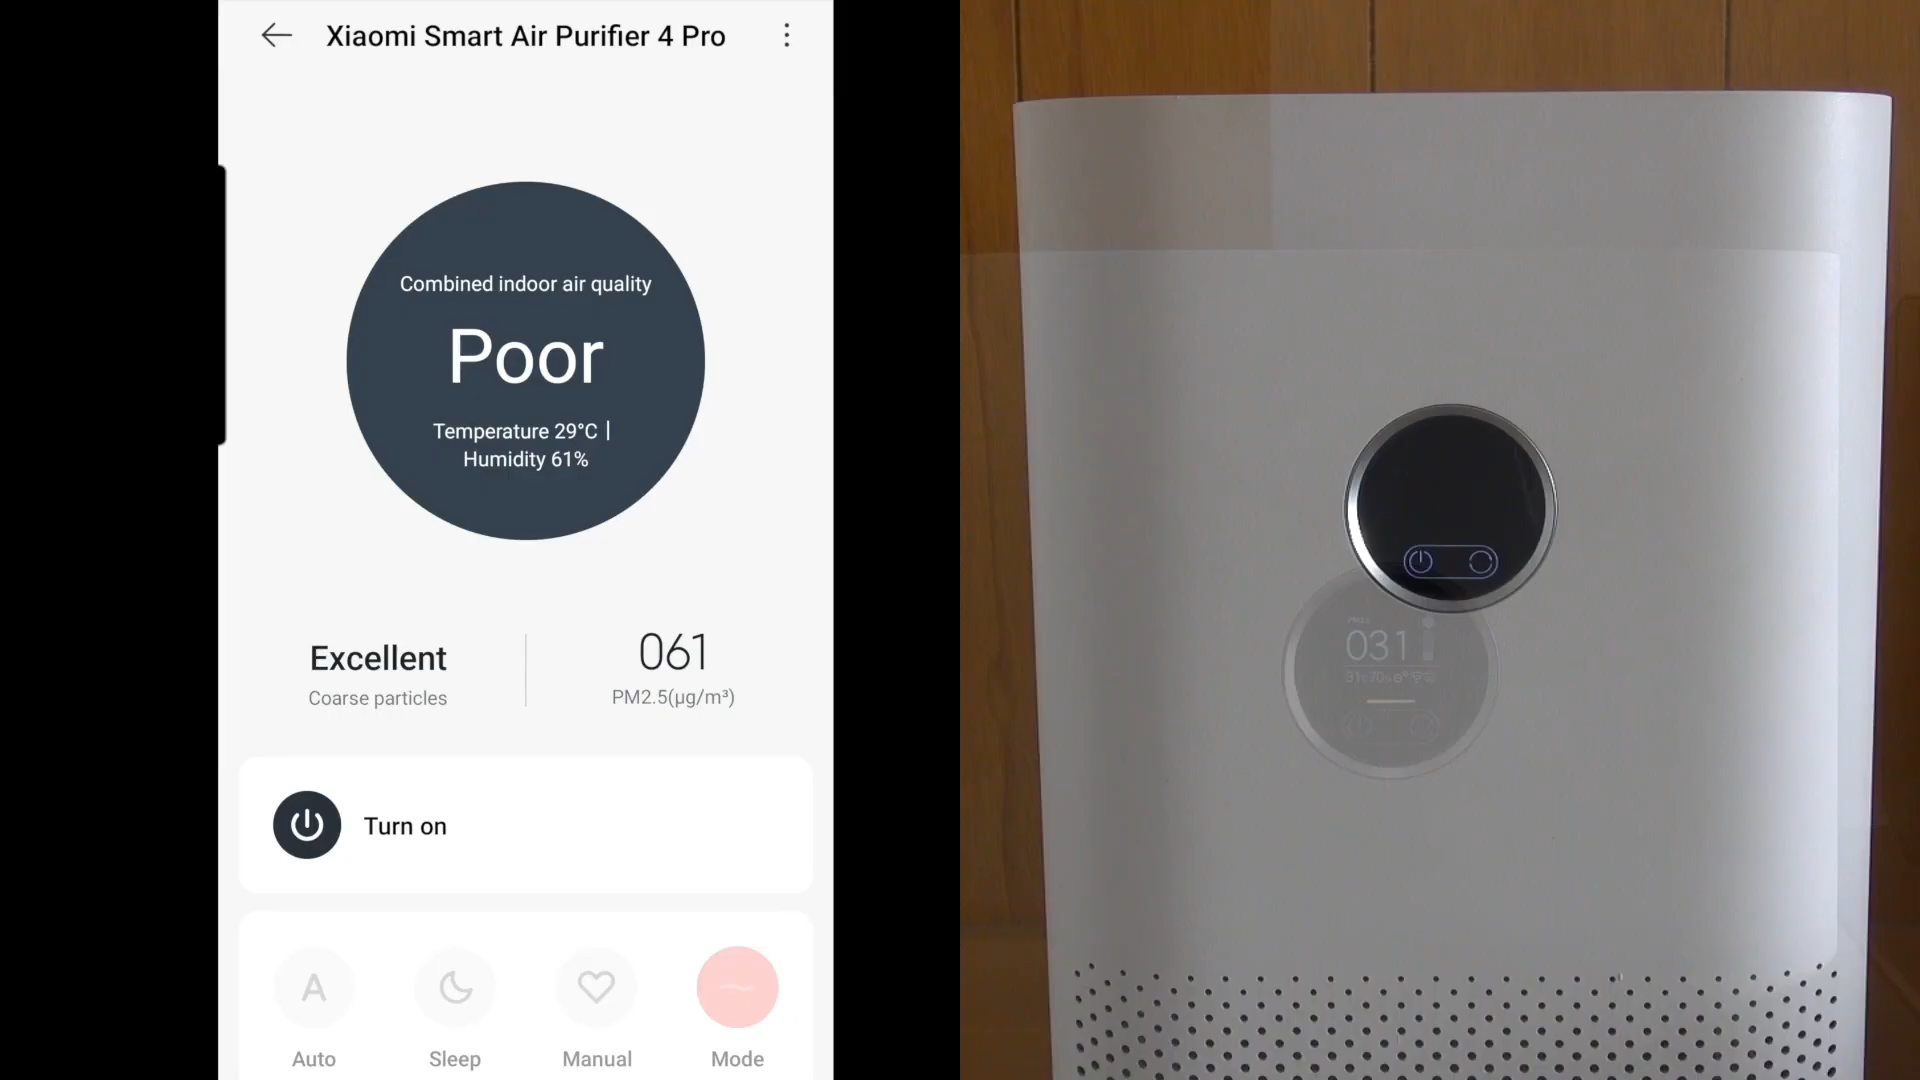 Xiaomi Smart Air Purifier 4 Pro
Combined indoor air quality
Poor
Temperature 29°C |
Humidity 61%
Excellent
Coarse particles
061
PM2.5(µg/m³)
Turn on
A
Auto
Sleep
Manual
Mode
031